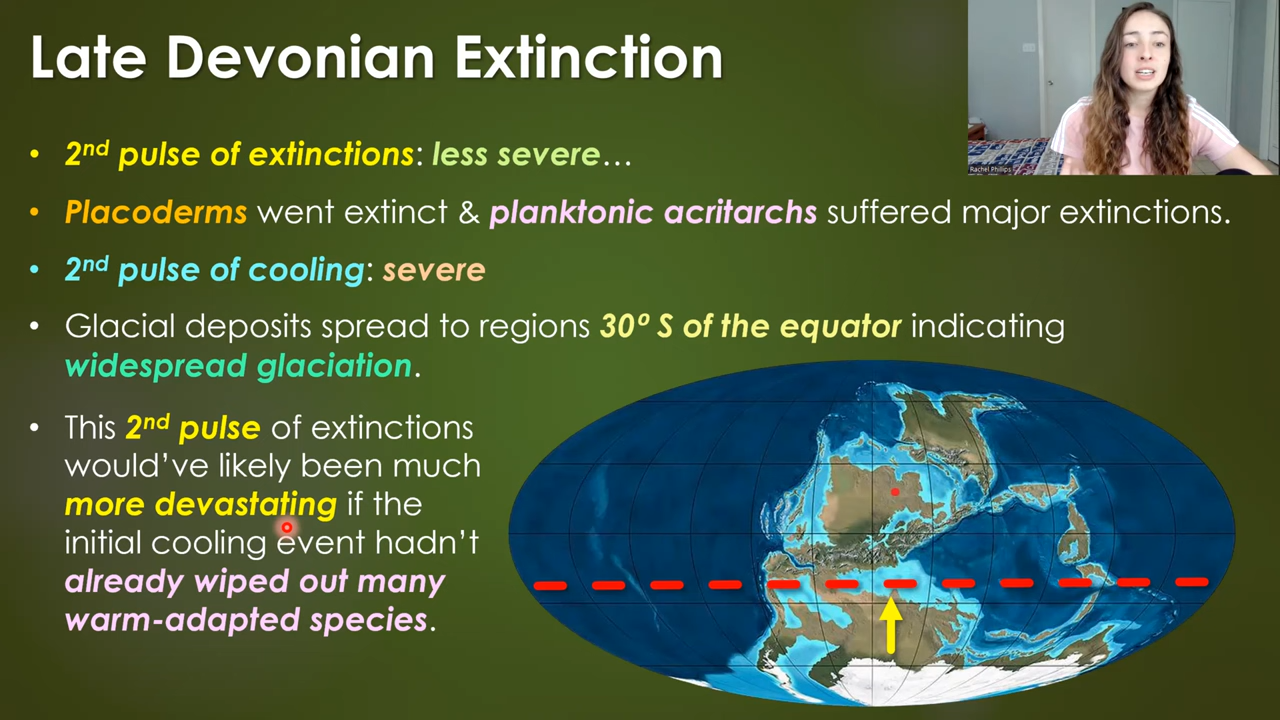 Late Devonian Extinction
• 2nd pulse of extinctions: less severe…
• Placoderms went extinct & planktonic acritarchs suffered major extinctions.
• 2nd pulse of cooling: severe
• Glacial deposits spread to regions 30º S of the equator indicating
widespread glaciation.
• This 2nd pulse of extinctions
would’ve likely been much
more devastating if the
initial cooling event hadn’t
already wiped out many
warm-adapted species.
Rachel Phillips